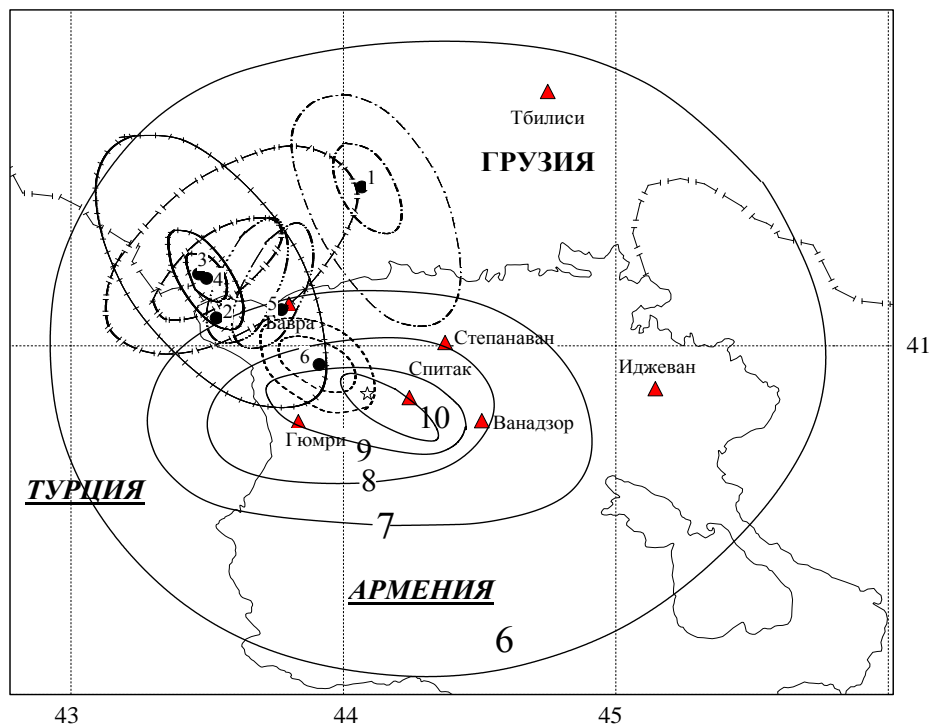 Тбилиси
ГРУЗИЯ
1
3
4
2
5
Бавра
Степанаван
41
6
Спитак
Иджеван
10
Ванадзор
Гюмри
9
8
ТУРЦИЯ
7
АРМЕНИЯ
6
43
44
45